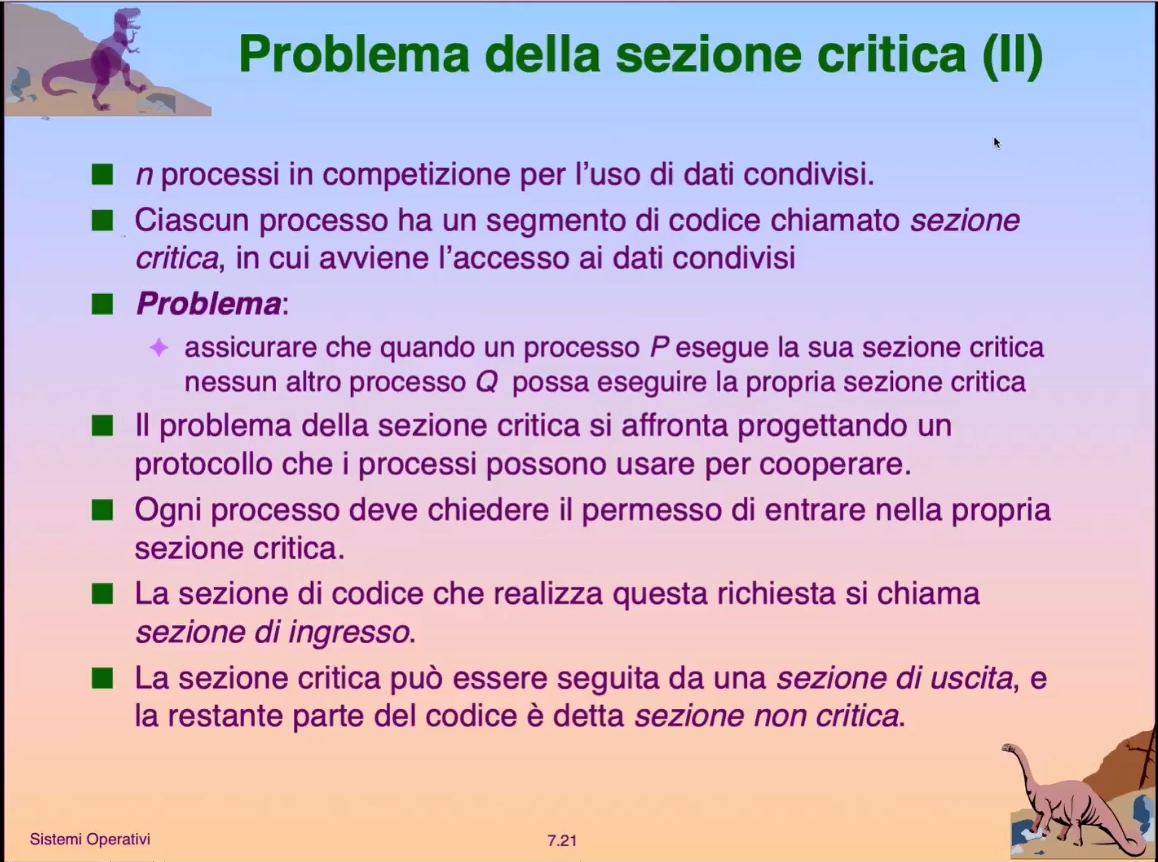 Problema della sezione critica (II)
n processi in competizione per l'uso di dati condivisi.
Ciascun processo ha un segmento di codice chiamato sezione
critica, in cui avviene l'accesso ai dati condivisi
Problema:
assicurare che quando un processo P esegue la sua sezione critica
nessun altro processo Q possa eseguire la propria sezione critica
Il problema della sezione critica si affronta progettando un
protocollo che i processi possono usare per cooperare.
Ogni processo deve chiedere il permesso di entrare nella propria
sezione critica.
La sezione di codice che realizza questa richiesta si chiama
sezione di ingresso.
La sezione critica può essere seguita da una sezione di uscita, e
la restante parte del codice è detta sezione non critica.
Sistemi Operativi
7.21